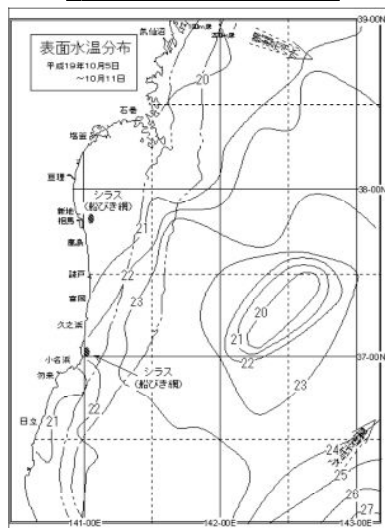 表面水温分布
平成19年10月5日
～10月11日
気仙沼
39-00N
20
石巻
塩釜
亘理
38-00N
シラス
(船びき網)
新地
相馬
鹿島
21
請戸
22
富岡
23
20
久之浜
21
22
37-00N
小名浜
勿来
シラス
(船びき網)
23
22
日立
21
24
25
26
27
141-00E
142-00E
143-00E